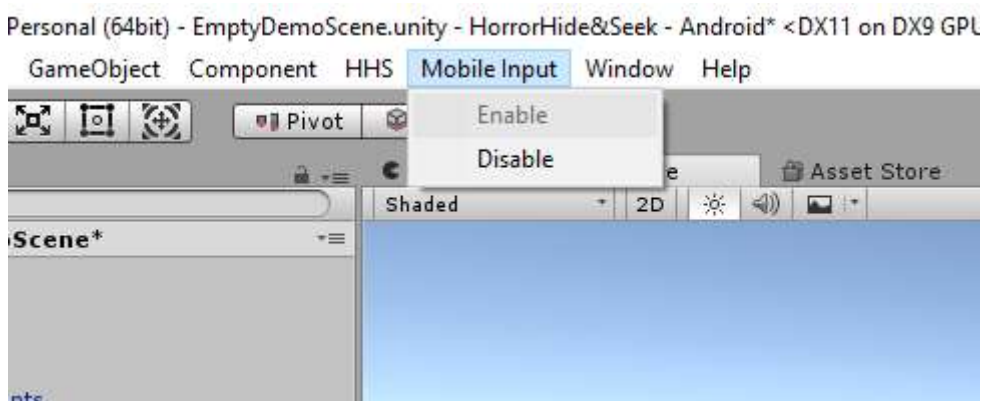 Personal (64bit) - EmptyDemoScene.unity - HorrorHide&Seek - Android* <DX11 on DX9 GPU
GameObject Component HHS Mobile Input Window Help
Pivot
Enable
Disable
Asset Store
Shaded 2D
Scene*